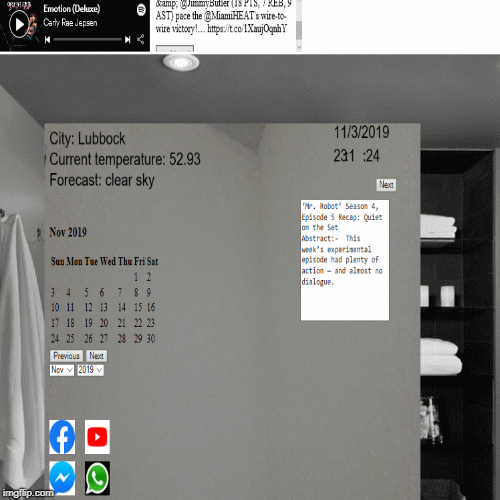 Emotion (Deluxe)
Carly Rae Jepsen
&amp; @JimmyButler (18 PTS, 7 REB, 9
AST) pace the @MiamiHEAT's wire-to-
wire victory!… https://t.co/1XaujOqnhY
City: Lubbock
Current temperature: 52.93
Forecast: clear sky
11/3/2019
231 :24
Next
'Mr. Robot' Season 4,
Episode 5 Recap: Quiet
on the Set
Abstract:- This
week's experimental
episode had plenty of
action — and almost no
dialogue.
Nov 2019
Sun Mon Tue Wed Thu Fri Sat
1 2
3 4 5 6 7 8 9
10 11 12 13 14 15 16
17 18 19 20 21 22 23
24 25 26 27 28 29 30
Previous Next
Nov 2019
imgflip.com